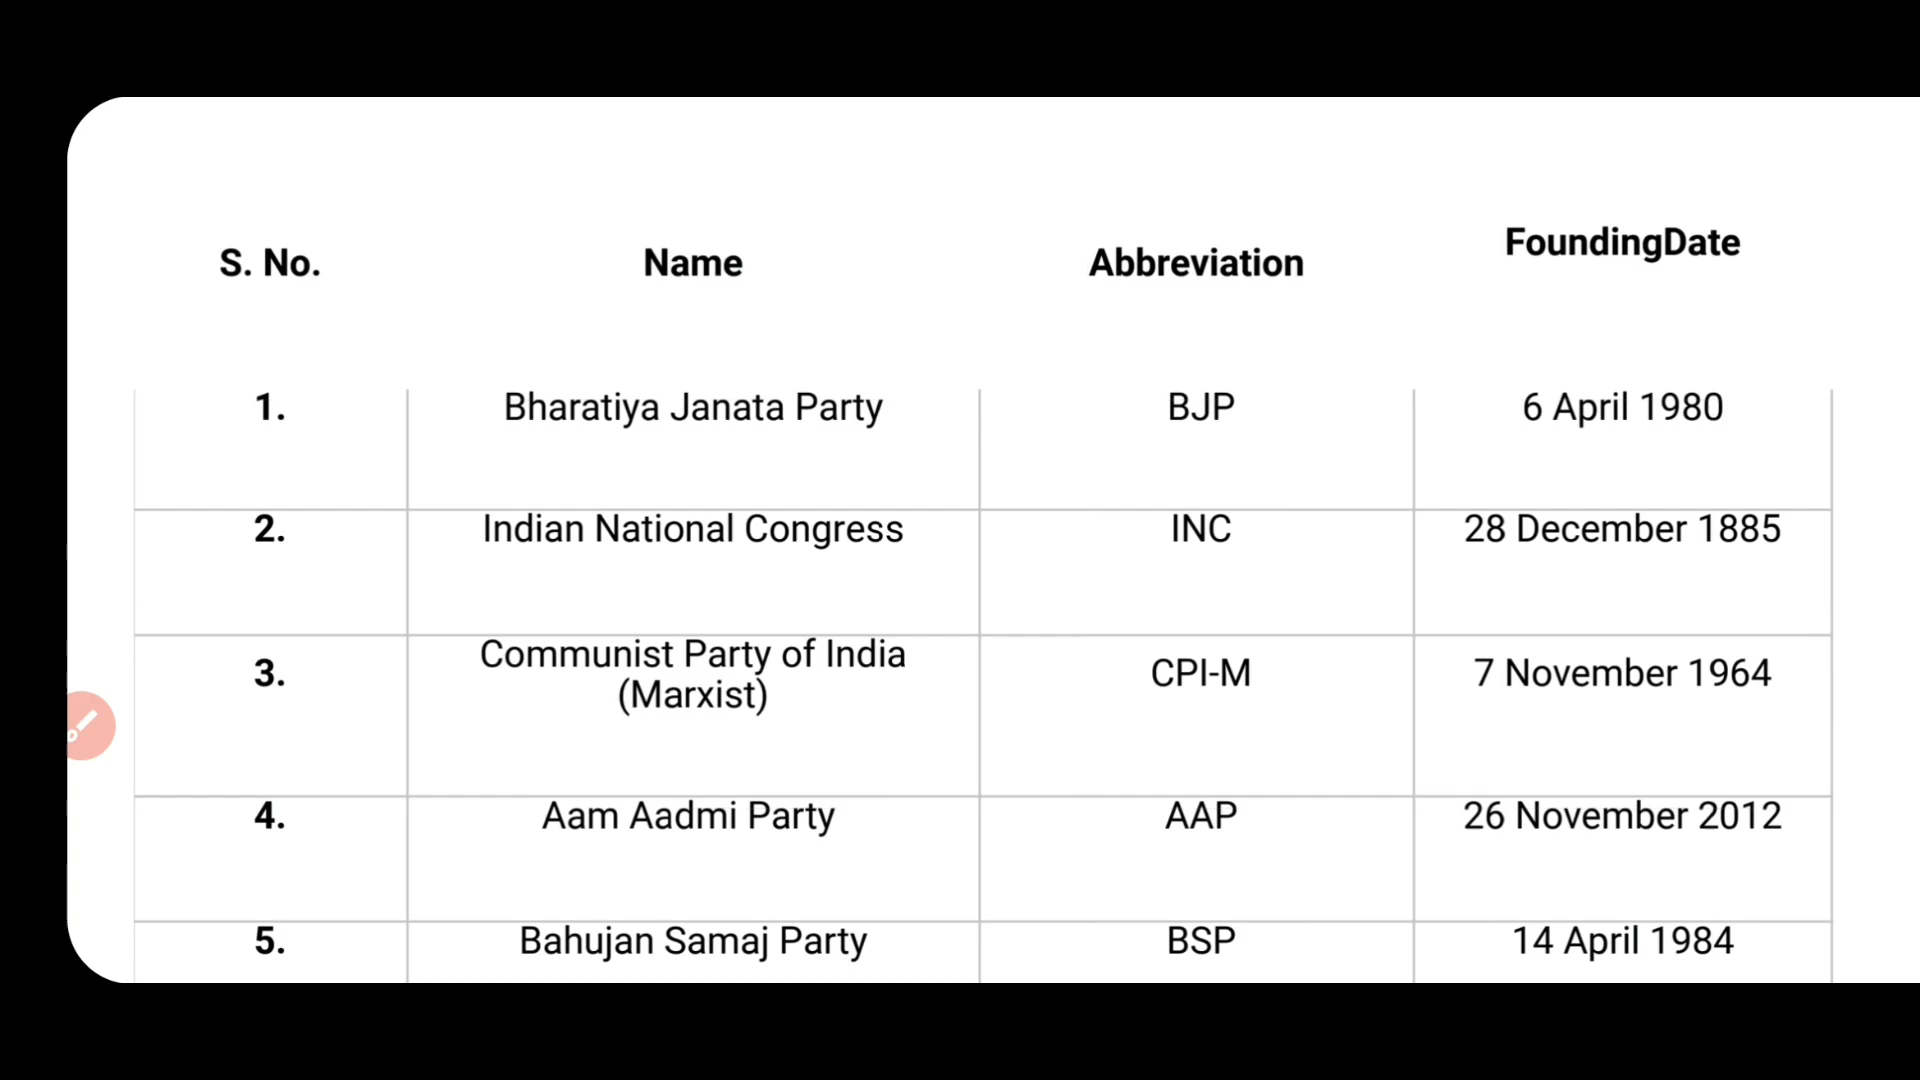 S. No. Name Abbreviation FoundingDate
1. Bharatiya Janata Party BJP 6 April 1980
2. Indian National Congress INC 28 December 1885
3. Communist Party of India
(Marxist) CPI-M 7 November 1964
4. Aam Aadmi Party AAP 26 November 2012
5. Bahujan Samaj Party BSP 14 April 1984